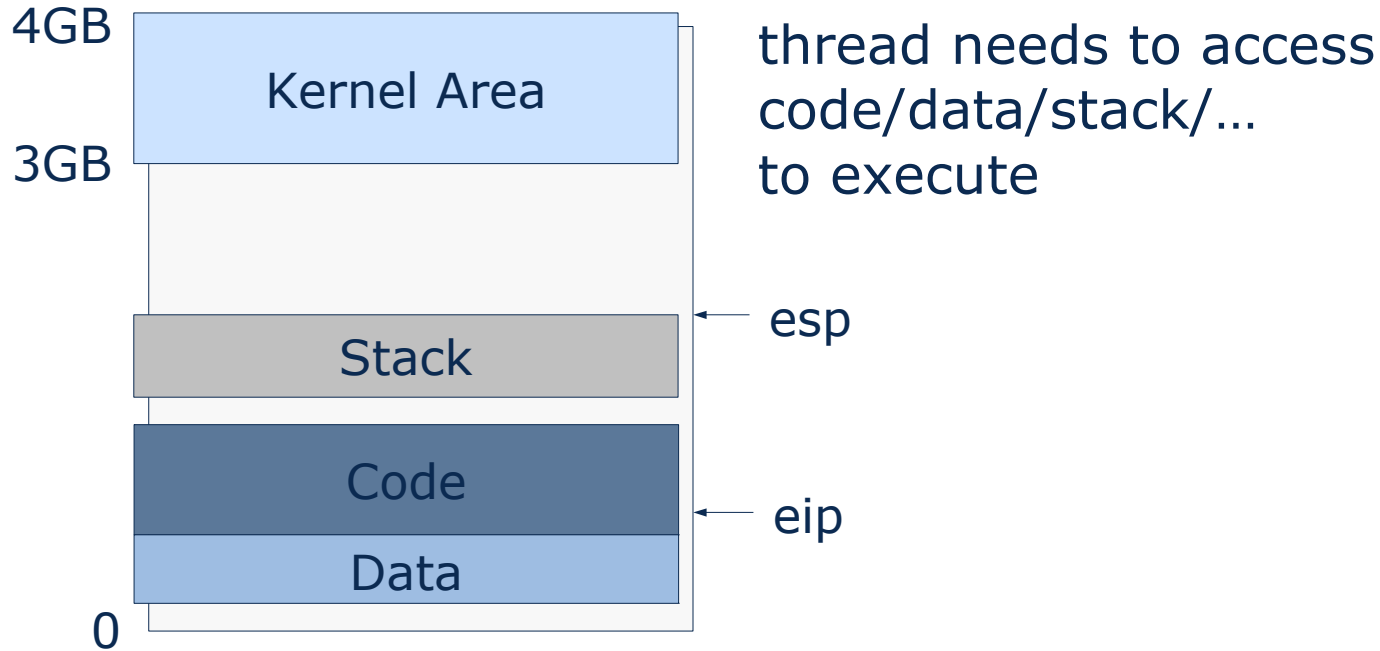 4GB
Kernel Area
3GB
thread needs to access
code/data/stack/…
to execute
esp
Stack
Code
eip
Data
0